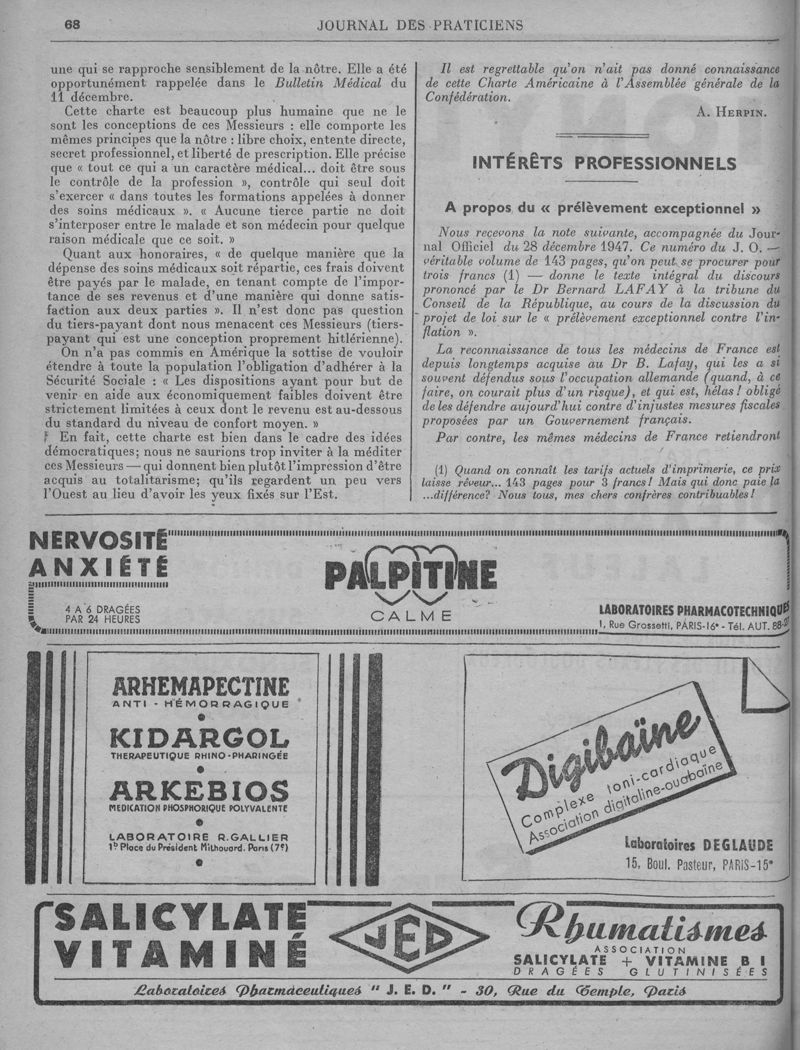 68
JOURNAL DES PRATICIENS
une qui se rapproche sensiblement de la nôtre. Elle a été
opportunément rappelée dans le Bulletin Médical du
11 décembre.
Cette charte est beaucoup plus humaine que ne le
sont les conceptions de ces Messieurs : elle comporte les
mêmes principes que la nôtre : libre choix, entente directe,
secret professionnel, et liberté de prescription. Elle précise
que « tout ce qui a un caractère médical... doit être sous
le contrôle de la profession », contrôle qui seul doit
s'exercer « dans toutes les formations appelées à donner
des soins médicaux ». « Aucune tierce partie ne doit
s'interposer entre le malade et son médecin pour quelque
raison médicale que ce soit. »
Quant aux honoraires, « de quelque manière que la
dépense des soins médicaux soit répartie, ces frais doivent
être payés par le malade, en tenant compte de l'impor-
tance de ses revenus et d'une manière qui donne satis-
faction aux deux parties ». Il n'est donc pas question
du tiers-payant dont nous menacent ces Messieurs (tiers-
payant qui est une conception proprement hitlérienne).
On n'a pas commis en Amérique la sottise de vouloir
étendre à toute la population l'obligation d'adhérer à la
Sécurité Sociale : « Les dispositions ayant pour but de
venir en aide aux économiquement faibles doivent être
strictement limitées à ceux dont le revenu est au-dessous
du standard du niveau de confort moyen. »
En fait, cette charte est bien dans le cadre des idées
démocratiques; nous ne saurions trop inviter à la méditer
ces Messieurs — qui donnent bien plutôt l'impression d'être
acquis au totalitarisme; qu'ils regardent un peu vers
l'Ouest au lieu d'avoir les yeux fixés sur l'Est.
Il est regrettable qu'on n'ait pas donné connaissance
de cette Charte Américaine à l'Assemblée générale de la
Confédération.
A. HERPIN.
INTÉRÊTS PROFESSIONNELS
A propos du « prélèvement exceptionnel »
Nous recevons la note suivante, accompagnée du Jour-
nal Officiel du 28 décembre 1947. Ce numéro du J. O. —
véritable volume de 143 pages, qu'on peut se procurer pour
trois francs (1) — donne le texte intégral du discours
prononcé par le Dr Bernard LAFAY à la tribune du
Conseil de la République, au cours de la discussion du
projet de loi sur le « prélèvement exceptionnel contre l'in-
flation ».
La reconnaissance de tous les médecins de France est
depuis longtemps acquise au Dr B. Lafay, qui les a si
souvent défendus sous l'occupation allemande (quand, à ce
faire, on courait plus d'un risque), et qui est, hélas ! obligé
de les défendre aujourd'hui contre d'injustes mesures fiscales
proposées par un Gouvernement français.
Par contre, les mêmes médecins de France retiendront
(1) Quand on connaît les tarifs actuels d'imprimerie, ce prix
laisse rêveur... 143 pages pour 3 francs ! Mais qui donc paie la
...différence? Nous tous, mes chers confrères contribuables !
NERVOSITÉ
ANXIÉTÉ
4 A 6 DRAGÉES
PAR 24 HEURES
PALPITINE
CALME
LABORATOIRES PHARMACOTECHNIQUES
1, Rue Grossetti, PARIS-16e - Tél. AUT. 88-
ARHEMAPECTINE
ANTI - HÉMORRAGIQUE
KIDARGOL
THERAPEUTIQUE RHINO-PHARINGÉE
ARKEBIOS
MEDICATION PHOSPHORIQUE POLYVALENTE
LABORATOIRE R. GALLIER
1b Place du Président Mithouard. Paris (7e)
Digibaïne
Complexe toni-cardiaque
Association digitaline-ouabaïne
Laboratoires DEGLAUDE
15, Boul. Pasteur, PARIS-15e
SALICYLATE
VITAMINÉ
JED
Rhumatismes
ASSOCIATION
SALICYLATE + VITAMINE B I
DRAGÉES GLUTINISÉES
Laboratoires Pharmaceutiques " J. E. D. " - 30, Rue du Temple, Paris